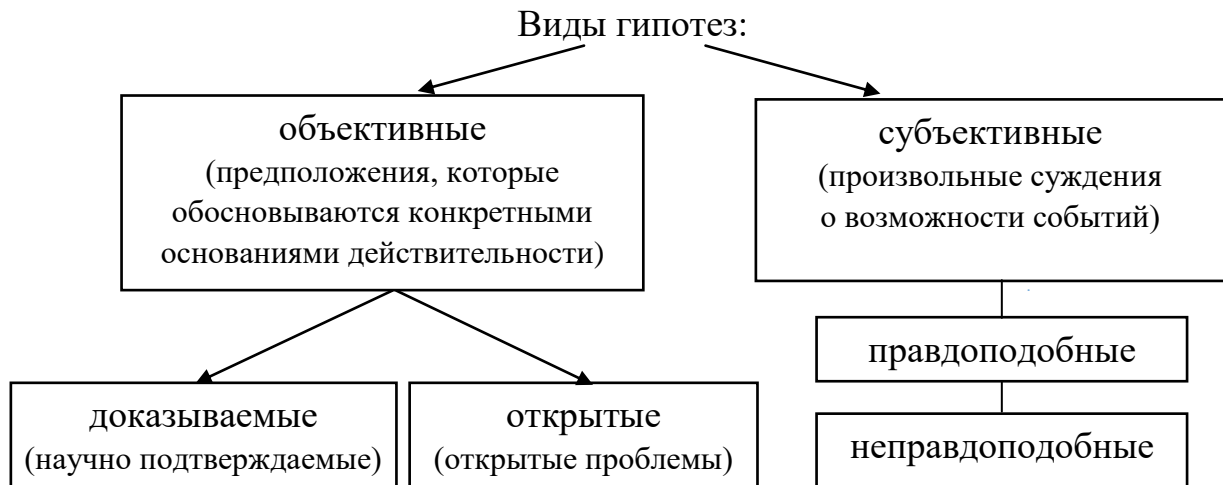 Виды гипотез:
объективные
(предположения, которые
обосновываются конкретными
основаниями действительности)
субъективные
(произвольные суждения
о возможности событий)
правдоподобные
неправдоподобные
доказываемые
(научно подтверждаемые)
открытые
(открытые проблемы)